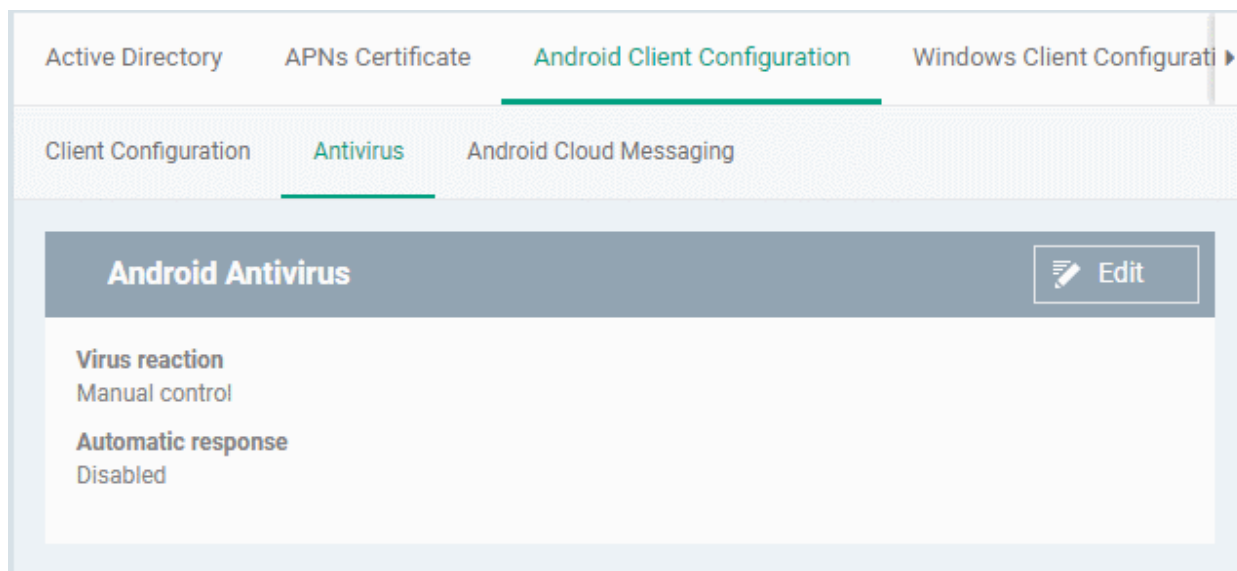 Active Directory APNs Certificate Android Client Configuration Windows Client Configurati
Client Configuration Antivirus Android Cloud Messaging
Android Antivirus Edit
Virus reaction
Manual control
Automatic response
Disabled